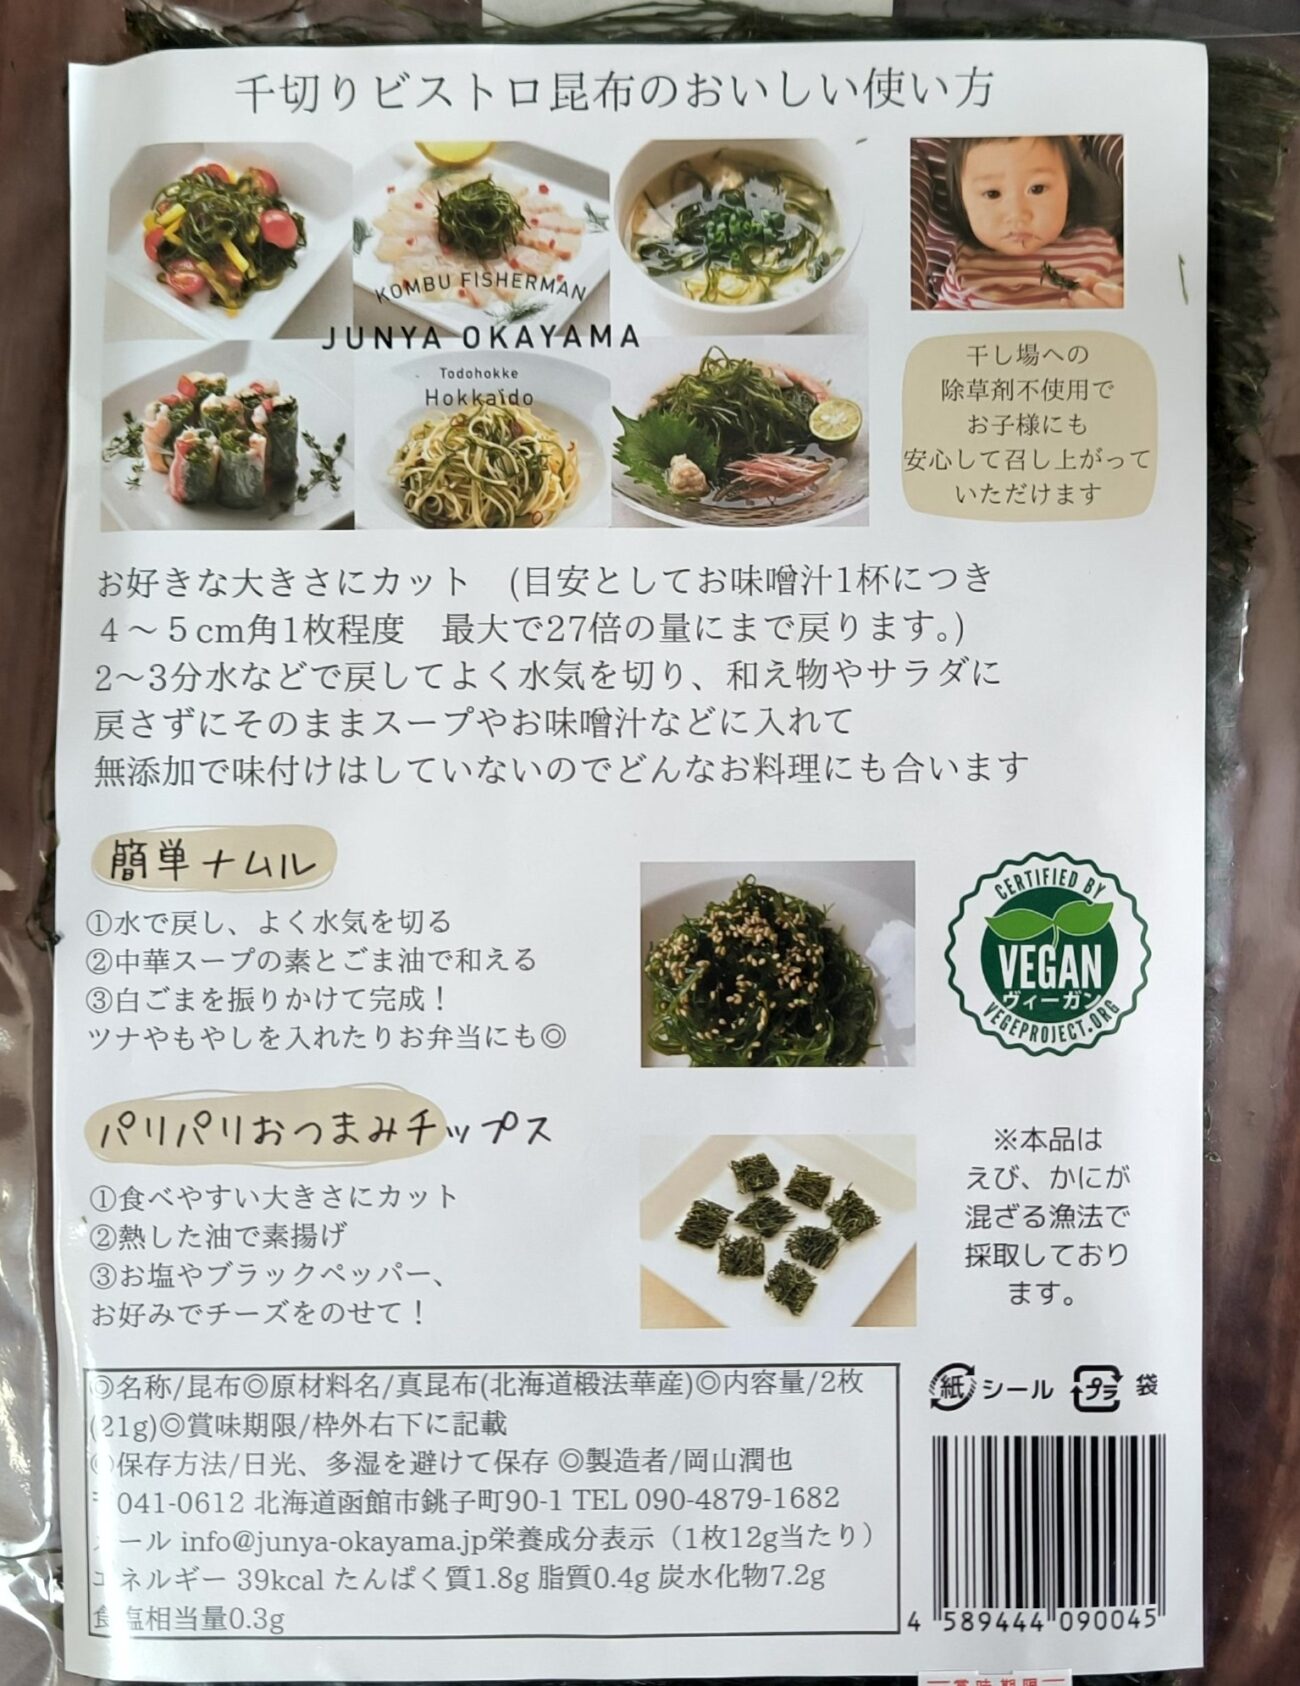 千切りビストロ昆布のおいしい使い方
KOMBU FISHERMAN
JUNYA OKAYAMA
Todohokke
Hokkaido
干し場への
除草剤不使用で
お子様にも
安心して召し上がって
いただけます
お好きな大きさにカット (目安としてお味噌汁1杯につき
4～5cm角1枚程度 最大で27倍の量にまで戻ります。)
2～3分水などで戻してよく水気を切り、和え物やサラダに
戻さずにそのままスープやお味噌汁などに入れて
無添加で味付けはしていないのでどんなお料理にも合います
簡単ナムル
①水で戻し、よく水気を切る
②中華スープの素とごま油で和える
③白ごまを振りかけて完成！
ツナやもやしを入れたりお弁当にも◎
CERTIFIED BY
VEGAN
ヴィーガン
VEGEPROJECT.ORG
パリパリおつまみチップス
①食べやすい大きさにカット
②熱した油で素揚げ
③お塩やブラックペッパー、
お好みでチーズをのせて！
※本品は
えび、かにが
混ざる漁法で
採取しており
ます。
◎名称/昆布◎原材料名/真昆布(北海道椴法華産)◎内容量/2枚
(21g)◎賞味期限/枠外右下に記載
◎保存方法/日光、多湿を避けて保存 ◎製造者/岡山潤也
〒041-0612 北海道函館市銚子町90-1 TEL 090-4879-1682
メール info@junya-okayama.jp栄養成分表示（1枚12g当たり）
エネルギー 39kcal たんぱく質1.8g 脂質0.4g 炭水化物7.2g
食塩相当量0.3g
紙 シール プラ 袋
4 589444 090045
賞味期限